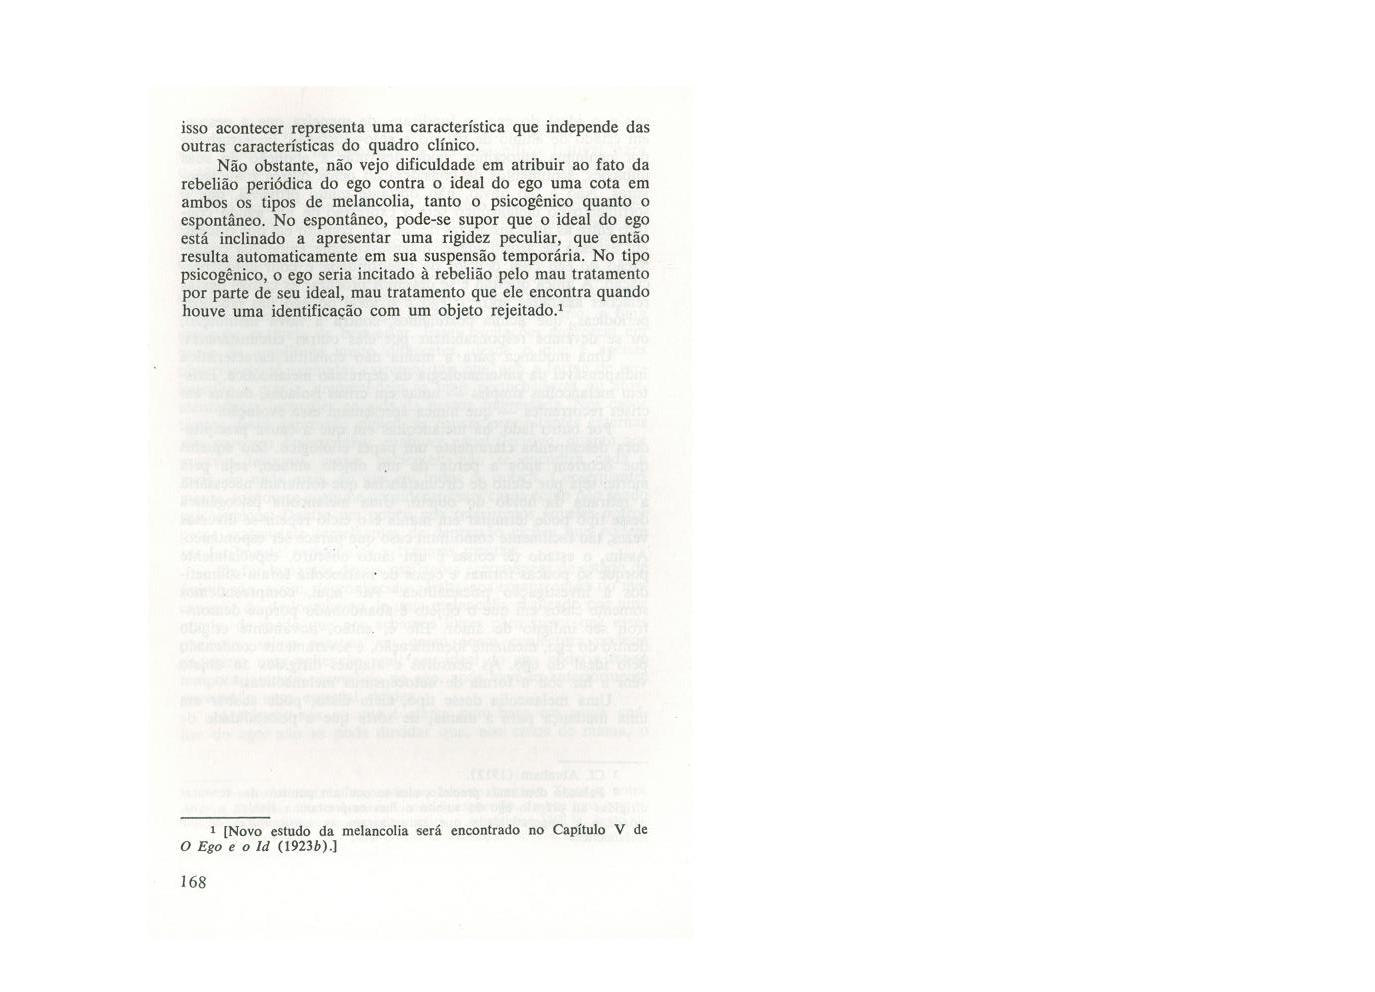 isso acontecer representa uma característica que independe das
outras características do quadro clínico.
Não obstante, não vejo dificuldade em atribuir ao fato da
rebelião periódica do ego contra o ideal do ego uma cota em
ambos os tipos de melancolia, tanto o psicogênico quanto o
espontâneo. No espontâneo, pode-se supor que o ideal do ego
está inclinado a apresentar uma rigidez peculiar, que então
resulta automaticamente em sua suspensão temporária. No tipo
psicogênico, o ego seria incitado à rebelião pelo mau tratamento
por parte de seu ideal, mau tratamento que ele encontra quando
houve uma identificação com um objeto rejeitado.¹
¹ [Novo estudo da melancolia será encontrado no Capítulo V de
O Ego e o Id (1923b).]
168